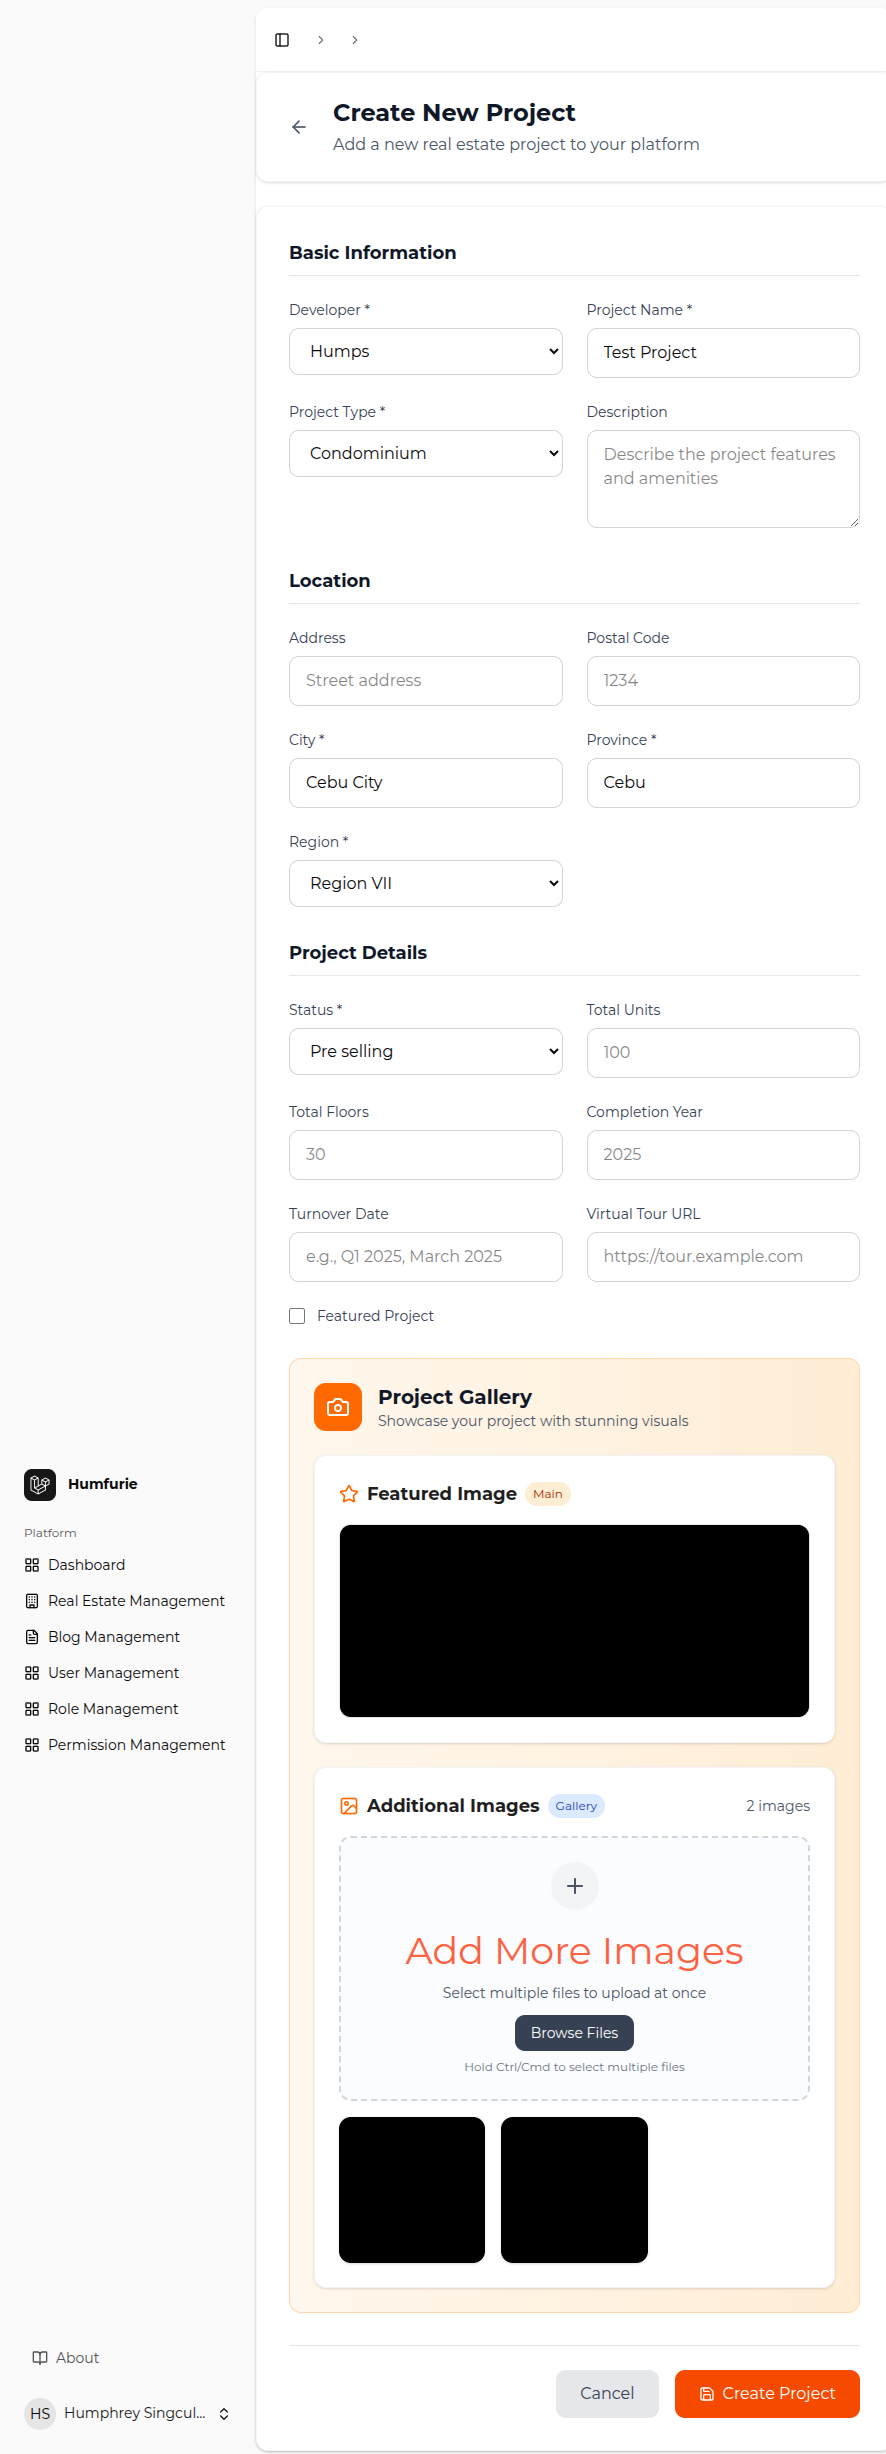 Create New Project
Add a new real estate project to your platform
Basic Information
Developer *
Project Name *
Humps
Test Project
Project Type *
Description
Condominium
Describe the project features
and amenities
Location
Address
Postal Code
Street address
1234
City *
Province *
Cebu City
Cebu
Region *
Region VII
Project Details
Status *
Total Units
Pre selling
100
Total Floors
Completion Year
30
2025
Turnover Date
Virtual Tour URL
e.g., Q1 2025, March 2025
https://tour.example.com
Featured Project
Project Gallery
Showcase your project with stunning visuals
Featured Image
Main
Additional Images
Gallery
2 images
Add More Images
Select multiple files to upload at once
Browse Files
Hold Ctrl/Cmd to select multiple files
Cancel
Create Project
Humfurie
Platform
Dashboard
Real Estate Management
Blog Management
User Management
Role Management
Permission Management
About
HS
Humphrey Singcul...